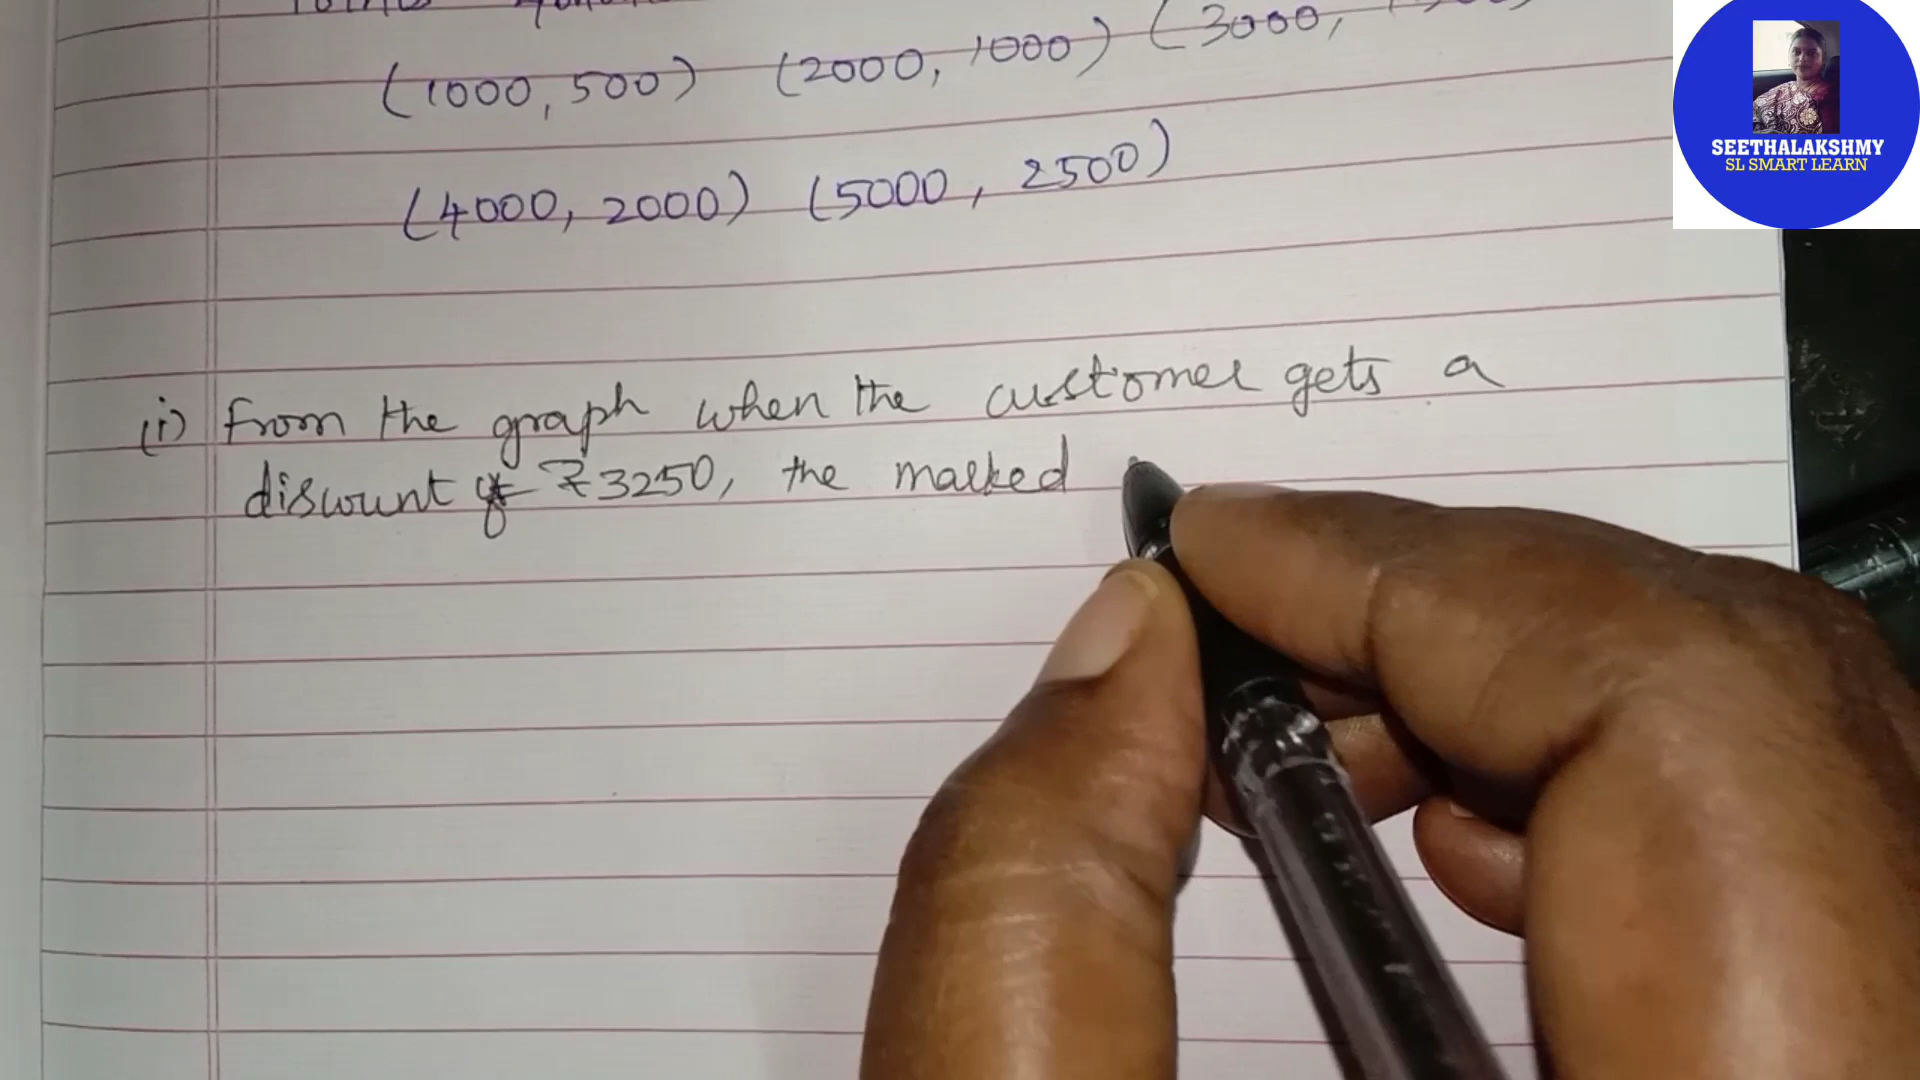 (1000, 500) (2000, 1000) (3000,
(4000, 2000) (5000, 2500)
(i) From the graph when the customer gets a
discount of ₹3250, the marked
SEETHALAKSHMY
SL SMART LEARN